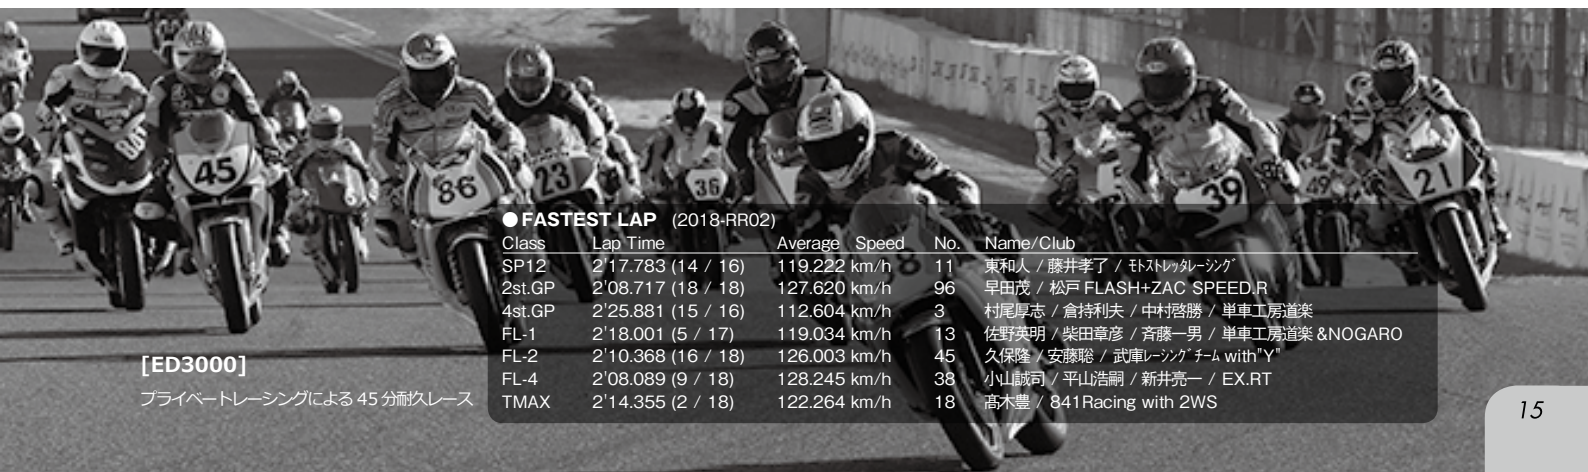 80
45
86
23
36
5
39
49
21
●FASTEST LAP (2018-RR02)
Class Lap Time Average Speed No. Name/Club
SP12 2'17.783 (14 / 16) 119.222 km/h 11 東和人 / 藤井孝了 / ﾓﾄｽﾄﾚｯﾀﾚｰｼﾝｸﾞ
2st.GP 2'08.717 (18 / 18) 127.620 km/h 96 早田茂 / 松戸 FLASH+ZAC SPEED.R
4st.GP 2'25.881 (15 / 16) 112.604 km/h 3 村尾厚志 / 倉持利夫 / 中村啓勝 / 単車工房道楽
FL-1 2'18.001 (5 / 17) 119.034 km/h 13 佐野英明 / 柴田章彦 / 斉藤一男 / 単車工房道楽 &NOGARO
FL-2 2'10.368 (16 / 18) 126.003 km/h 45 久保隆 / 安藤聡 / 武庫ﾚｰｼﾝｸﾞﾁｰﾑ with"Y"
FL-4 2'08.089 (9 / 18) 128.245 km/h 38 小山誠司 / 平山浩嗣 / 新井亮一 / EX.RT
TMAX 2'14.355 (2 / 18) 122.264 km/h 18 髙木豊 / 841Racing with 2WS
[ED3000]
プライベートレーシングによる 45 分耐久レース
15